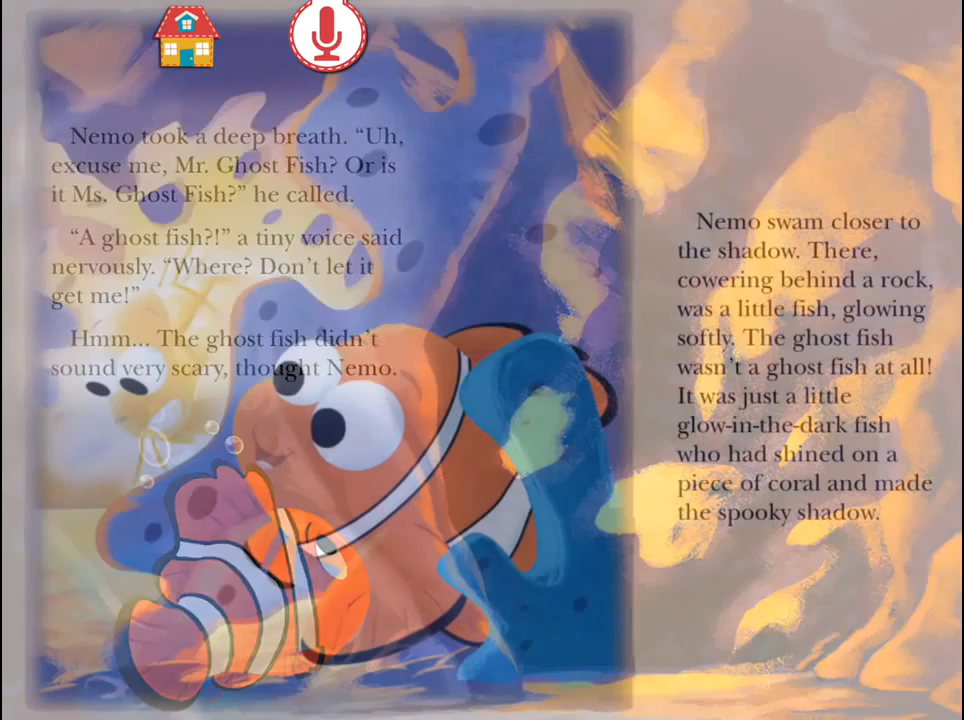 Nemo took a deep breath. “Uh,
excuse me, Mr. Ghost Fish? Or is
it Ms. Ghost Fish?” he called.
“A ghost fish?!” a tiny voice said
nervously. “Where? Don’t let it
get me!”
Hmm... The ghost fish didn’t
sound very scary, thought Nemo.
Nemo swam closer to
the shadow. There,
cowering behind a rock,
was a little fish, glowing
softly. The ghost fish
wasn’t a ghost fish at all!
It was just a little
glow-in-the-dark fish
who had shined on a
piece of coral and made
the spooky shadow.